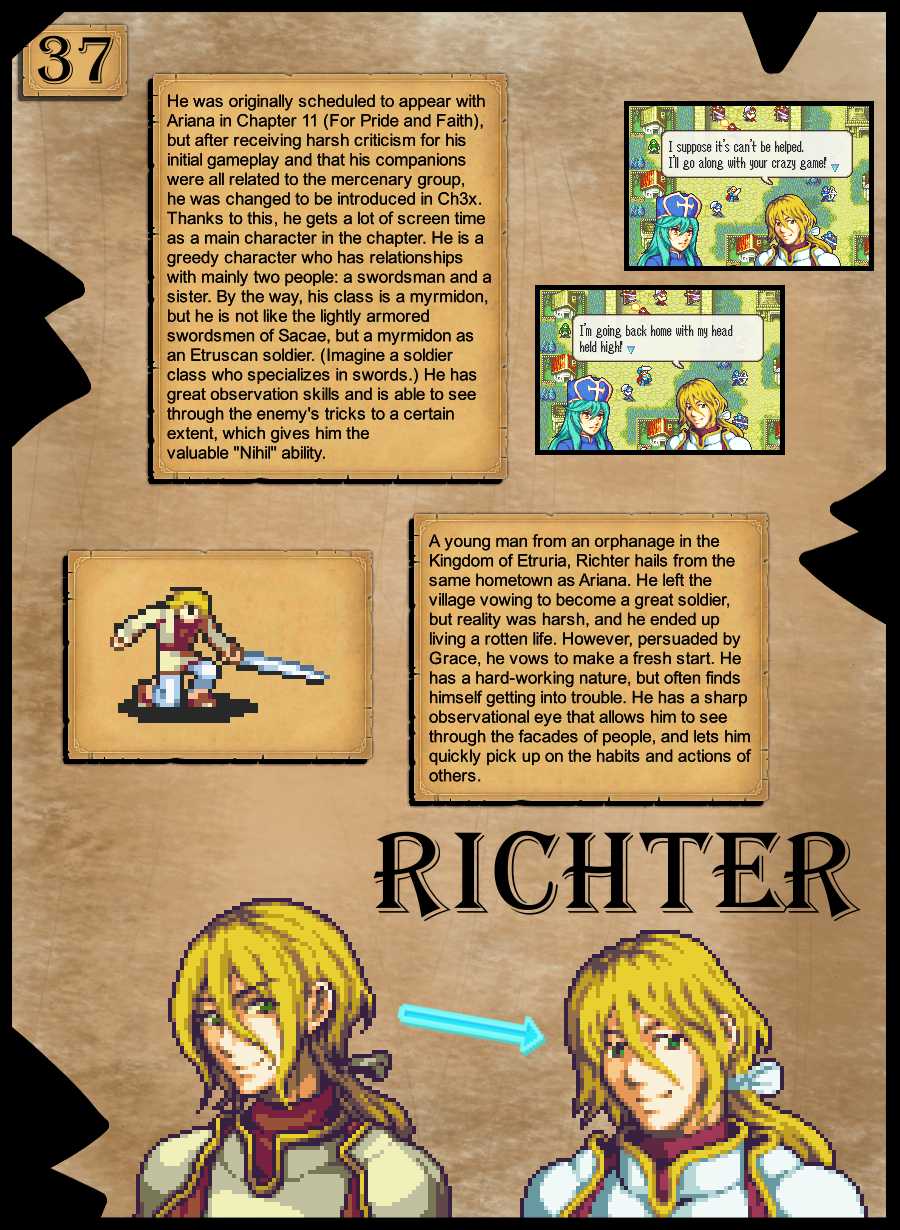 37
He was originally scheduled to appear with
Ariana in Chapter 11 (For Pride and Faith),
but after receiving harsh criticism for his
initial gameplay and that his companions
were all related to the mercenary group,
he was changed to be introduced in Ch3x.
Thanks to this, he gets a lot of screen time
as a main character in the chapter. He is a
greedy character who has relationships
with mainly two people: a swordsman and a
sister. By the way, his class is a myrmidon,
but he is not like the lightly armored
swordsmen of Sacae, but a myrmidon as
an Etruscan soldier. (Imagine a soldier
class who specializes in swords.) He has
great observation skills and is able to see
through the enemy's tricks to a certain
extent, which gives him the
valuable "Nihil" ability.
I suppose it's can't be helped.
I'll go along with your crazy game!
I'm going back home with my head
held high!
A young man from an orphanage in the
Kingdom of Etruria, Richter hails from the
same hometown as Ariana. He left the
village vowing to become a great soldier,
but reality was harsh, and he ended up
living a rotten life. However, persuaded by
Grace, he vows to make a fresh start. He
has a hard-working nature, but often finds
himself getting into trouble. He has a sharp
observational eye that allows him to see
through the facades of people, and lets him
quickly pick up on the habits and actions of
others.
RICHTER